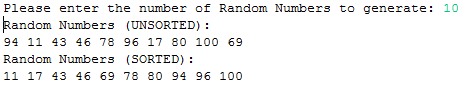 Please enter the number of Random Numbers to generate: 10
Random Numbers (UNSORTED):
94 11 43 46 78 96 17 80 100 69
Random Numbers (SORTED):
11 17 43 46 69 78 80 94 96 100